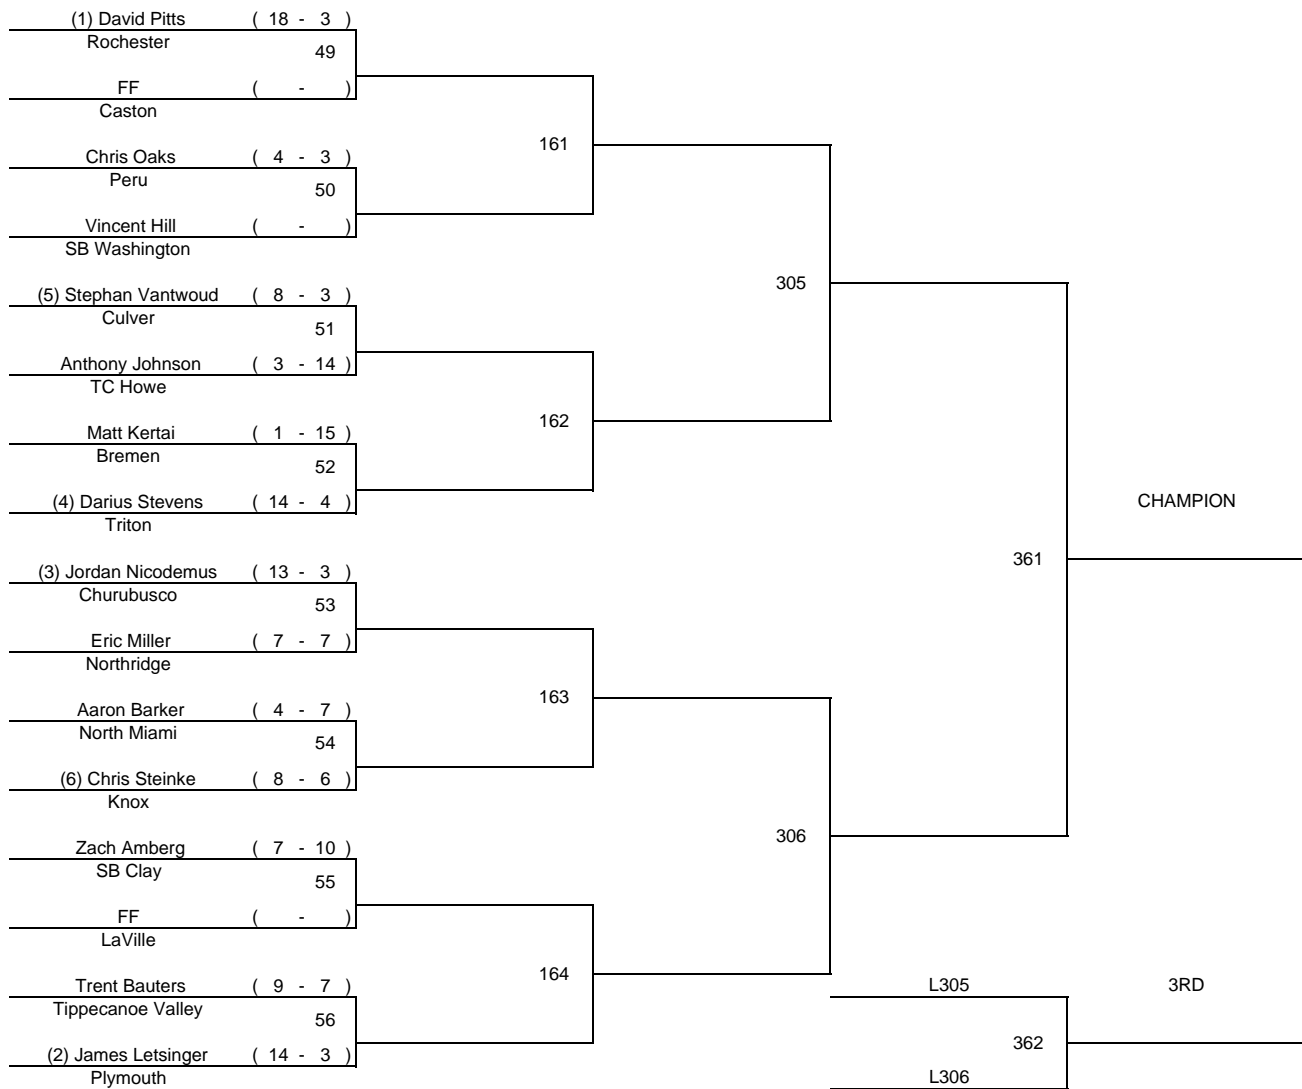 (1) David Pitts ( 18 - 3 )
Rochester
49
FF ( - )
Caston
161
Chris Oaks ( 4 - 3 )
Peru
50
Vincent Hill ( - )
SB Washington
305
(5) Stephan Vantwoud ( 8 - 3 )
Culver
51
Anthony Johnson ( 3 - 14 )
TC Howe
162
Matt Kertai ( 1 - 15 )
Bremen
52
(4) Darius Stevens ( 14 - 4 )
Triton
CHAMPION
361
(3) Jordan Nicodemus ( 13 - 3 )
Churubusco
53
Eric Miller ( 7 - 7 )
Northridge
163
Aaron Barker ( 4 - 7 )
North Miami
54
(6) Chris Steinke ( 8 - 6 )
Knox
306
Zach Amberg ( 7 - 10 )
SB Clay
55
FF ( - )
LaVille
164
Trent Bauters ( 9 - 7 )
Tippecanoe Valley
56
(2) James Letsinger ( 14 - 3 )
Plymouth
L305
3RD
362
L306